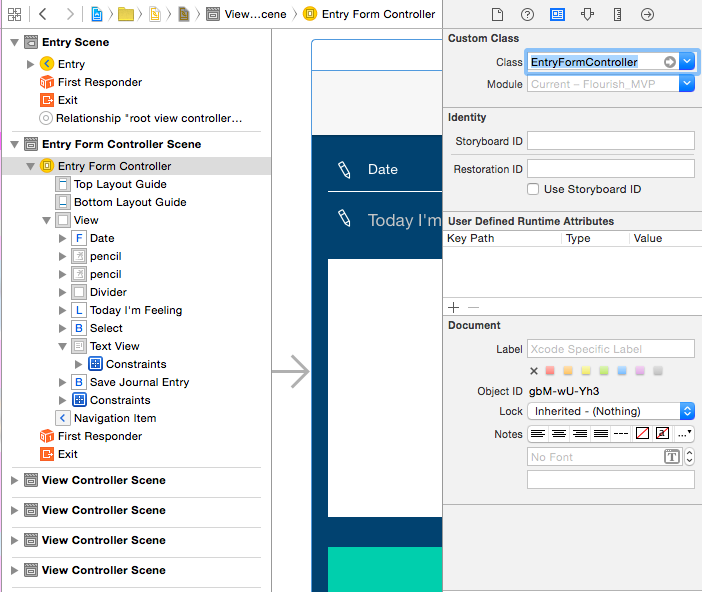 View...cene
Entry Form Controller
Entry Scene
Entry
First Responder
Exit
Relationship "root view controller...
Entry Form Controller Scene
Entry Form Controller
Top Layout Guide
Bottom Layout Guide
View
F Date
pencil
pencil
Divider
L Today I'm Feeling
B Select
Text View
Constraints
B Save Journal Entry
Constraints
Navigation Item
First Responder
Exit
View Controller Scene
View Controller Scene
View Controller Scene
View Controller Scene
Date
Today I'm
Custom Class
Class EntryFormController
Module Current – Flourish_MVP
Identity
Storyboard ID
Restoration ID
Use Storyboard ID
User Defined Runtime Attributes
Key Path Type Value
Document
Label Xcode Specific Label
Object ID gbM-wU-Yh3
Lock Inherited - (Nothing)
Notes
No Font T